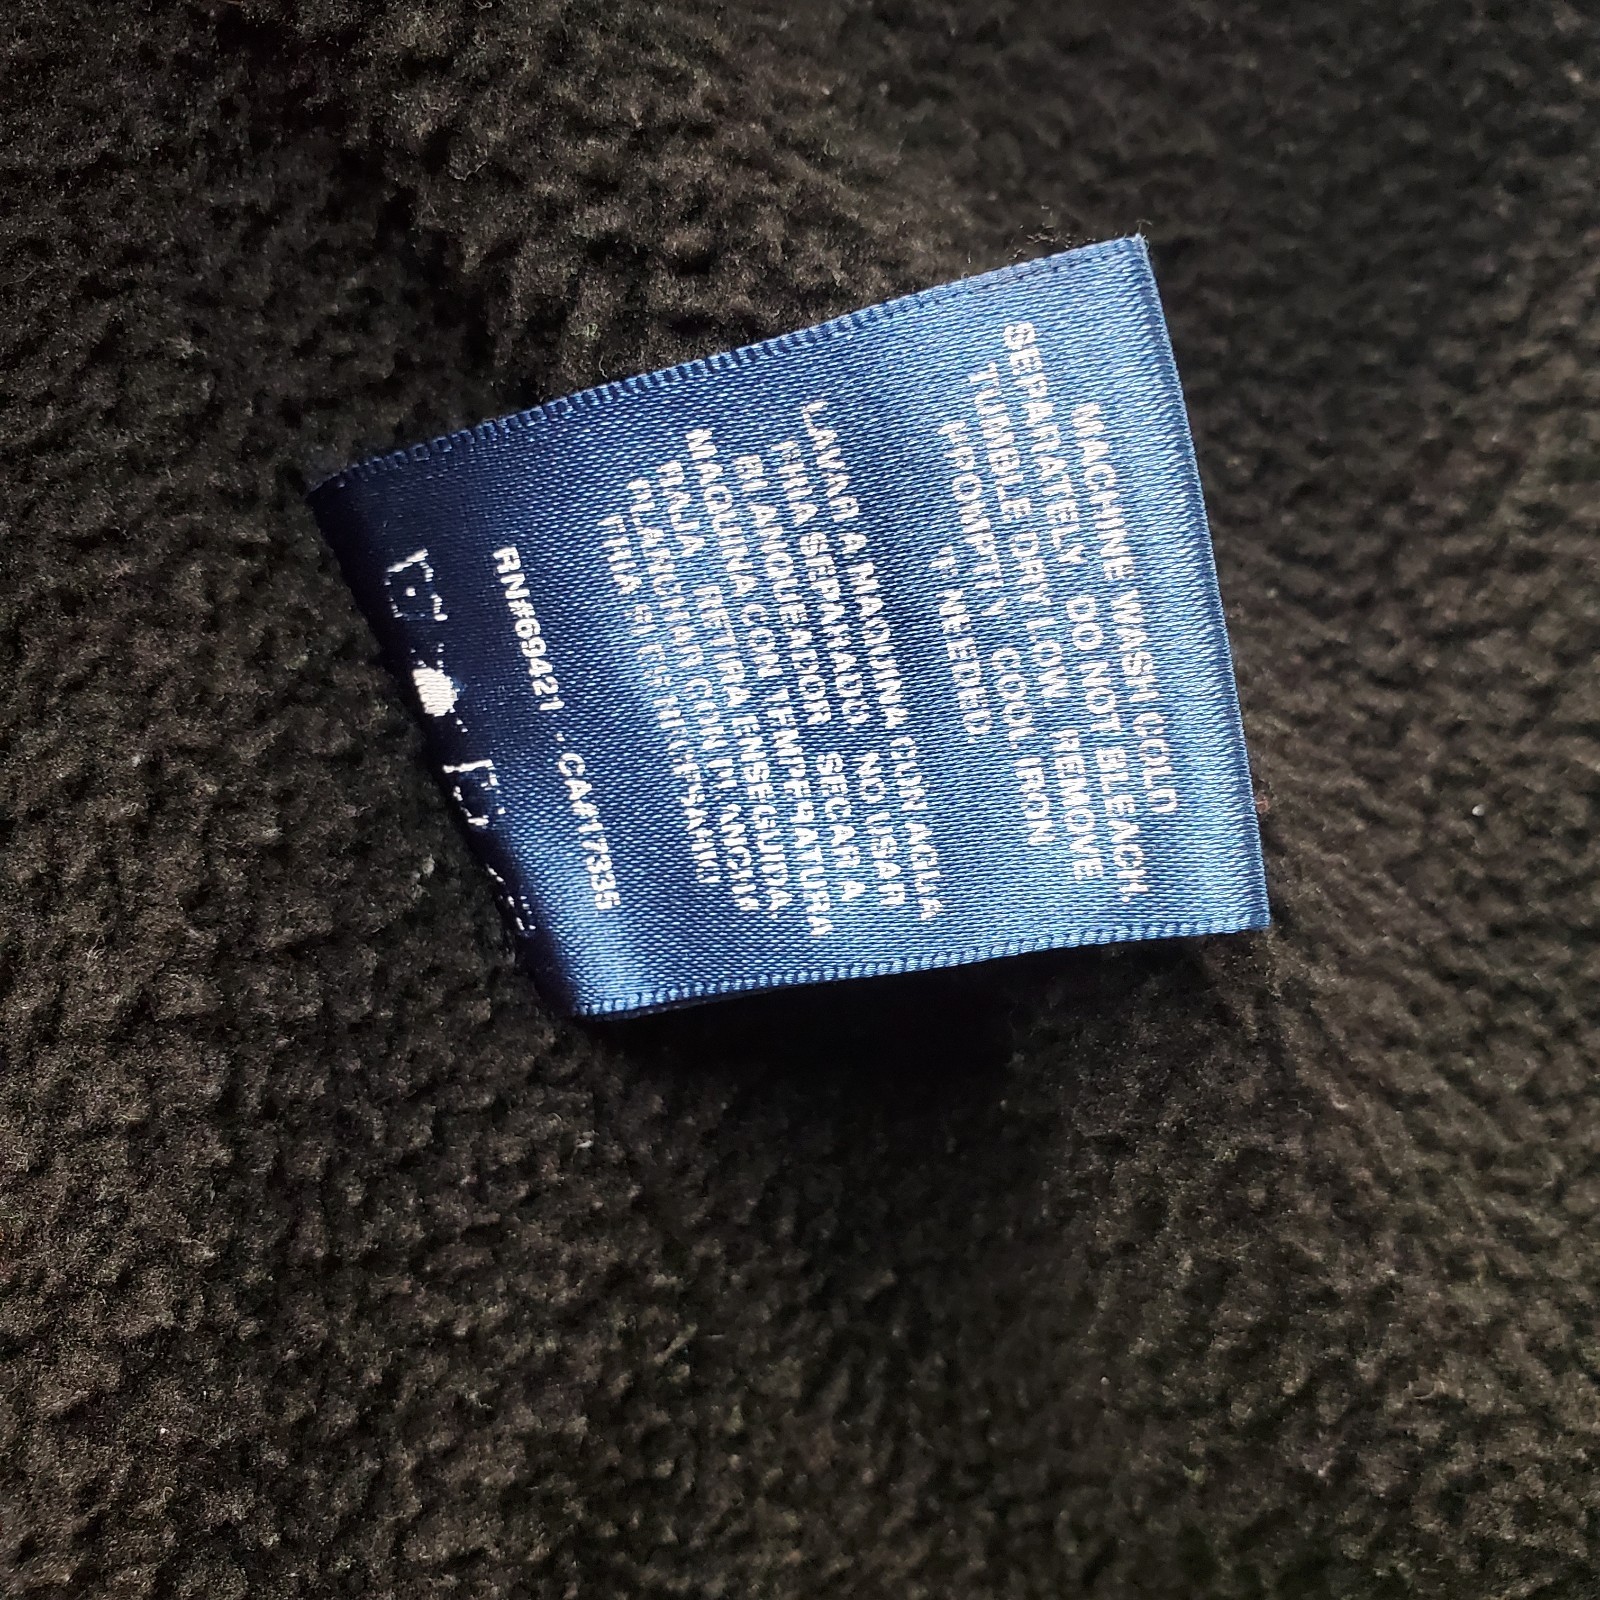 MACHINE WASH COLD
SEPARATELY DO NOT BLEACH.
TUMBLE DRY LOW REMOVE
PROMPTLY COOL IRON
IF NEEDED.
LAVAR A MAQUINA CON AGUA
FRIA SEPARADO, NO USAR
BLANQUEADOR SECAR A
MAQUINA CON TEMPERATURA
BAJA RETIRA ENSEGUIDA.
PLANCHAR CON PLANCHA
FRIA SI ES NECESARIO
RN#69421 CA#17335